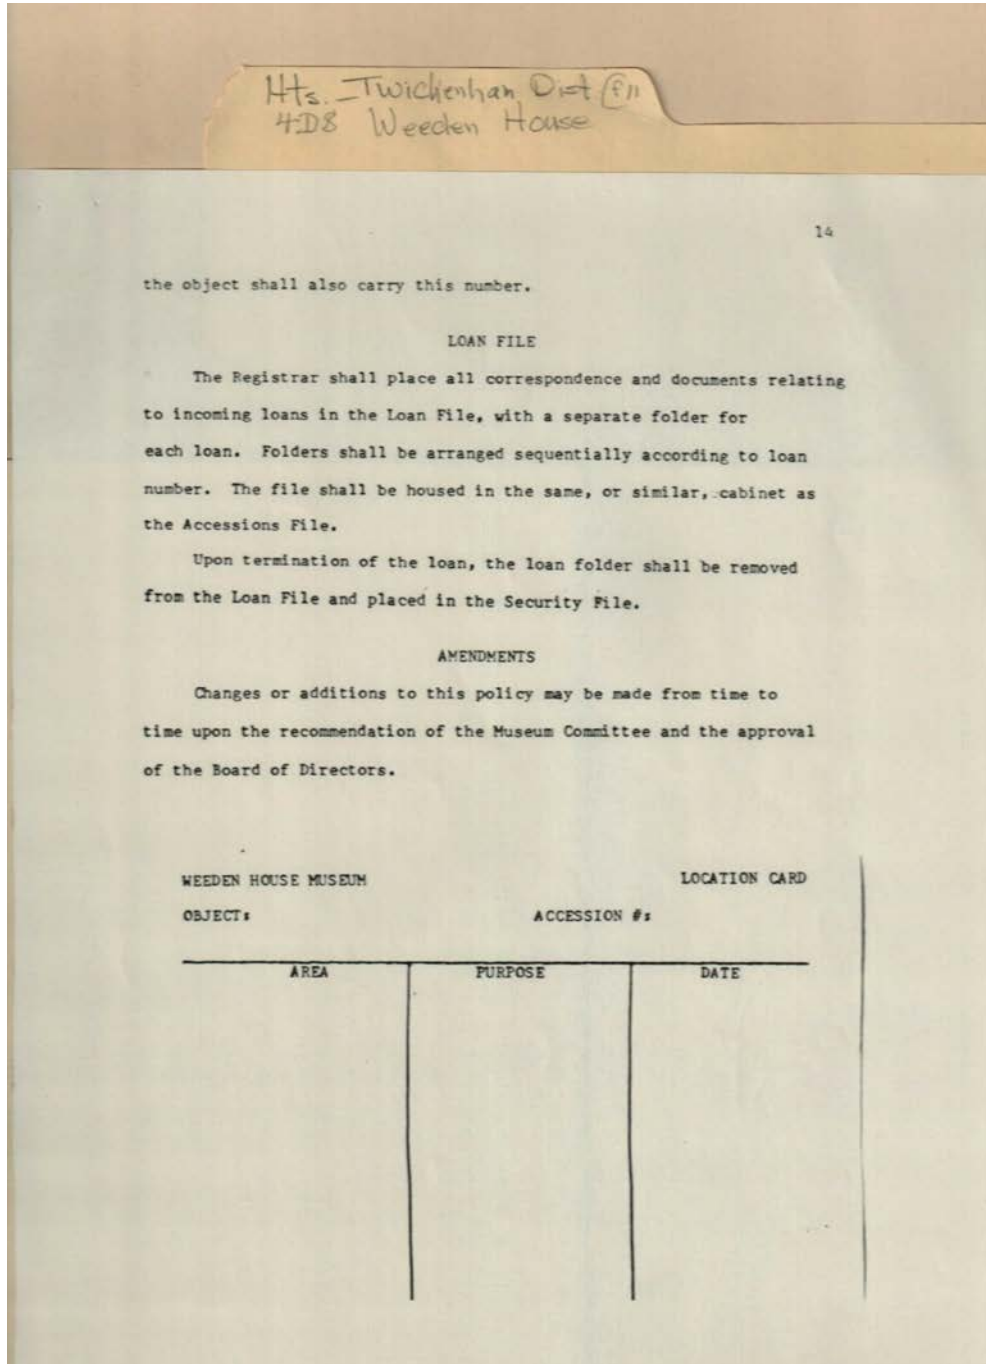 Hts. - Twichenhan Dist
4D8 Weeden House
14
the object shall also carry this number.
LOAN FILE
The Registrar shall place all correspondence and documents relating
to incoming loans in the Loan File, with a separate folder for
each loan. Folders shall be arranged sequentially according to loan
number. The file shall be housed in the same, or similar, cabinet as
the Accessions File.
Upon termination of the loan, the loan folder shall be removed
from the Loan File and placed in the Security File.
AMENDMENTS
Changes or additions to this policy may be made from time to
time upon the recommendation of the Museum Committee and the approval
of the Board of Directors.
WEEDEN HOUSE MUSEUM LOCATION CARD
OBJECT: ACCESSION #:
AREA PURPOSE DATE